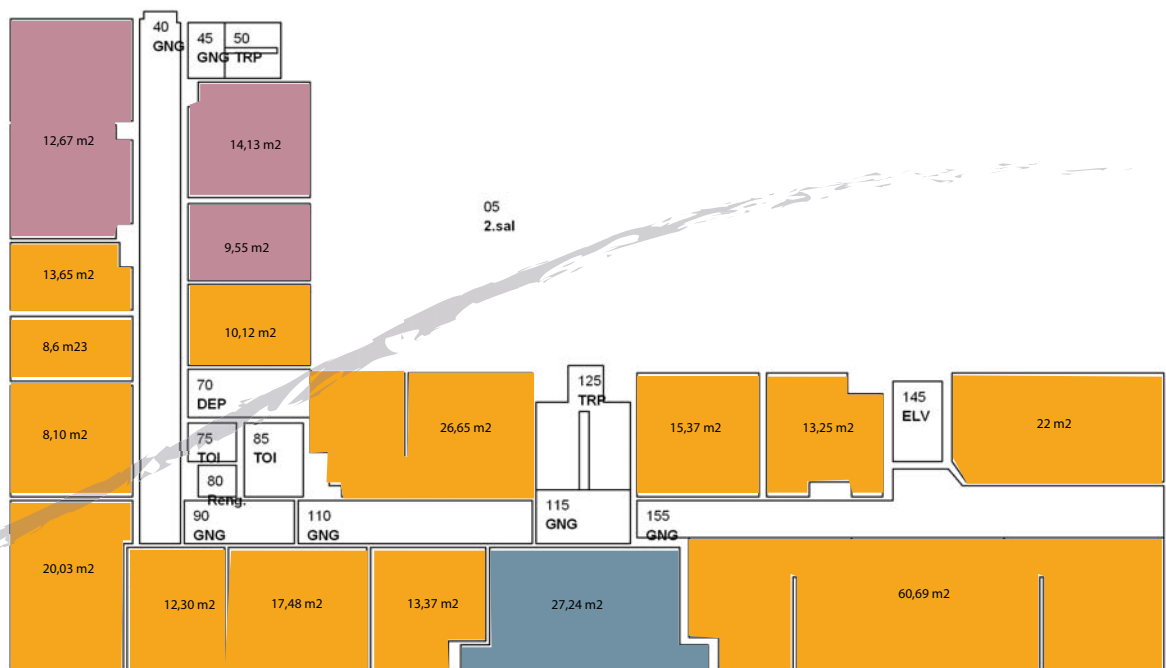 40
GNG
45
GNG
50
TRP
12,67 m2
14,13 m2
05
2.sal
9,55 m2
13,65 m2
10,12 m2
8,6 m23
70
DEP
125
TRP
145
ELV
8,10 m2
75
TOI
85
TOI
26,65 m2
15,37 m2
13,25 m2
22 m2
80
Reng.
90
GNG
110
GNG
115
GNG
155
GNG
20,03 m2
12,30 m2
17,48 m2
13,37 m2
27,24 m2
60,69 m2